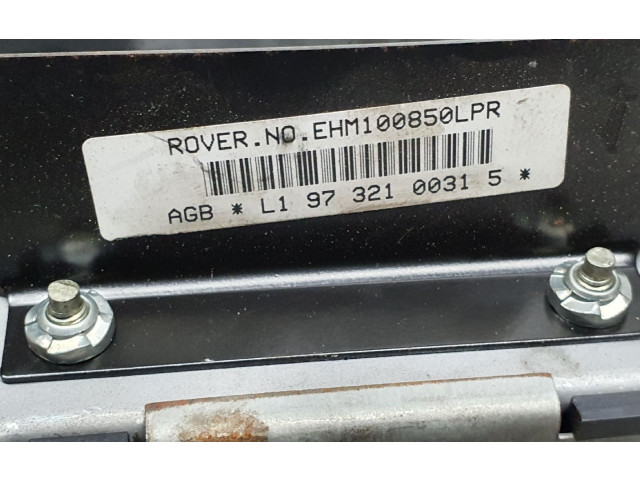 ROVER.NO.EHM100850LPR
AGB * L1 97 321 0031 5 *